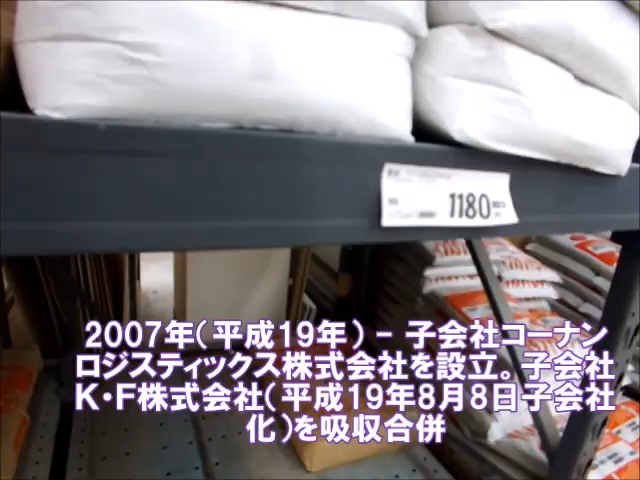 1180
2007年(平成19年) – 子会社コーナン
ロジスティックス株式会社を設立。子会社
K・F株式会社(平成19年8月8日子会社
化)を吸収合併